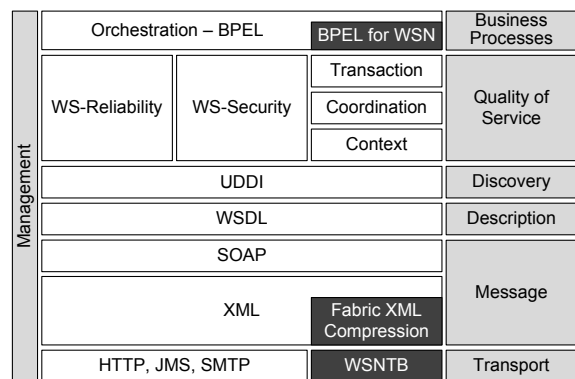 Management
Orchestration – BPEL
BPEL for WSN
Business
Processes
WS-Reliability
WS-Security
Transaction
Coordination
Context
Quality of
Service
UDDI
Discovery
WSDL
Description
SOAP
XML
Fabric XML
Compression
Message
HTTP, JMS, SMTP
WSNTB
Transport